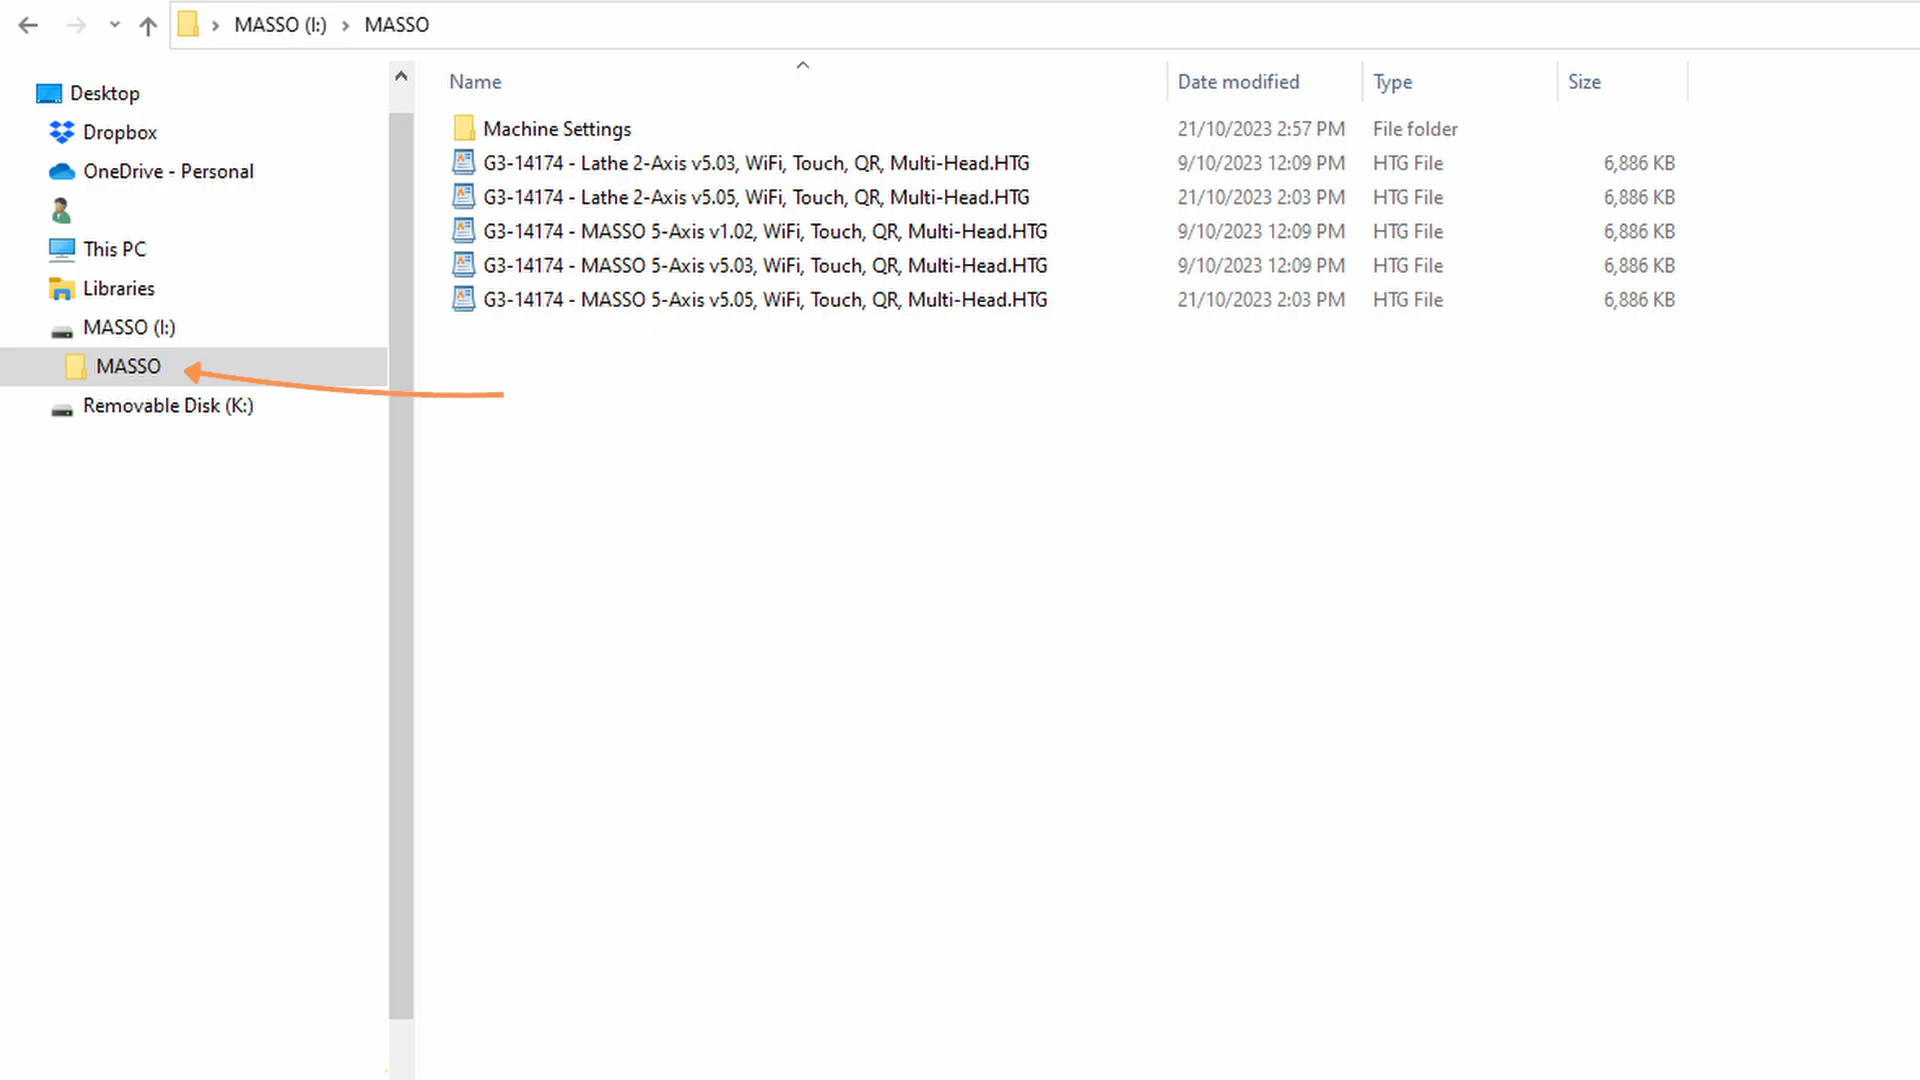 MASSO (I:) MASSO
Desktop
Dropbox
OneDrive - Personal
This PC
Libraries
MASSO (I:)
MASSO
Removable Disk (K:)
Name Date modified Type Size
Machine Settings 21/10/2023 2:57 PM File folder
G3-14174 - Lathe 2-Axis v5.03, WiFi, Touch, QR, Multi-Head.HTG 9/10/2023 12:09 PM HTG File 6,886 KB
G3-14174 - Lathe 2-Axis v5.05, WiFi, Touch, QR, Multi-Head.HTG 21/10/2023 2:03 PM HTG File 6,886 KB
G3-14174 - MASSO 5-Axis v1.02, WiFi, Touch, QR, Multi-Head.HTG 9/10/2023 12:09 PM HTG File 6,886 KB
G3-14174 - MASSO 5-Axis v5.03, WiFi, Touch, QR, Multi-Head.HTG 9/10/2023 12:09 PM HTG File 6,886 KB
G3-14174 - MASSO 5-Axis v5.05, WiFi, Touch, QR, Multi-Head.HTG 21/10/2023 2:03 PM HTG File 6,886 KB